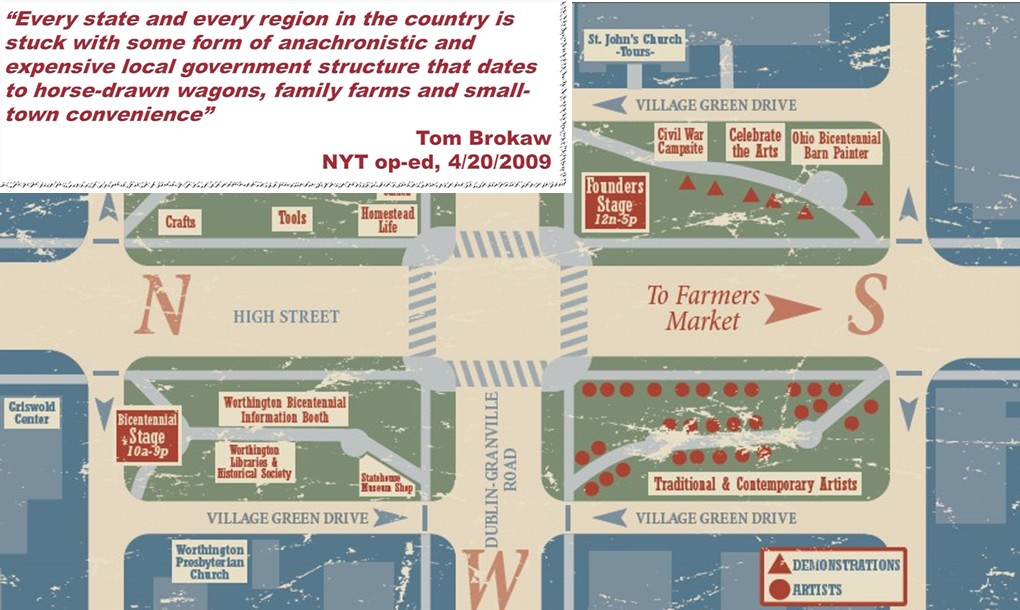 “Every state and every region in the country is
stuck with some form of anachronistic and
expensive local government structure that dates
to horse-drawn wagons, family farms and small-
town convenience”
Tom Brokaw
NYT op-ed, 4/20/2009
St. John's Church
-Tours-
VILLAGE GREEN DRIVE
Civil War
Campsite
Celebrate
the Arts
Ohio Bicentennial
Barn Painter
Founders
Stage
12n-5p
Crafts
Tools
Homestead
Life
N
HIGH STREET
To Farmers
Market
S
Griswold
Center
Bicentennial
Stage
10a-9p
Worthington Bicentennial
Information Booth
Worthington
Libraries &
Historical Society
Statehouse
Museum Shop
DUBLIN-GRANVILLE
ROAD
Traditional & Contemporary Artists
VILLAGE GREEN DRIVE
VILLAGE GREEN DRIVE
Worthington
Presbyterian
Church
W
DEMONSTRATIONS
ARTISTS